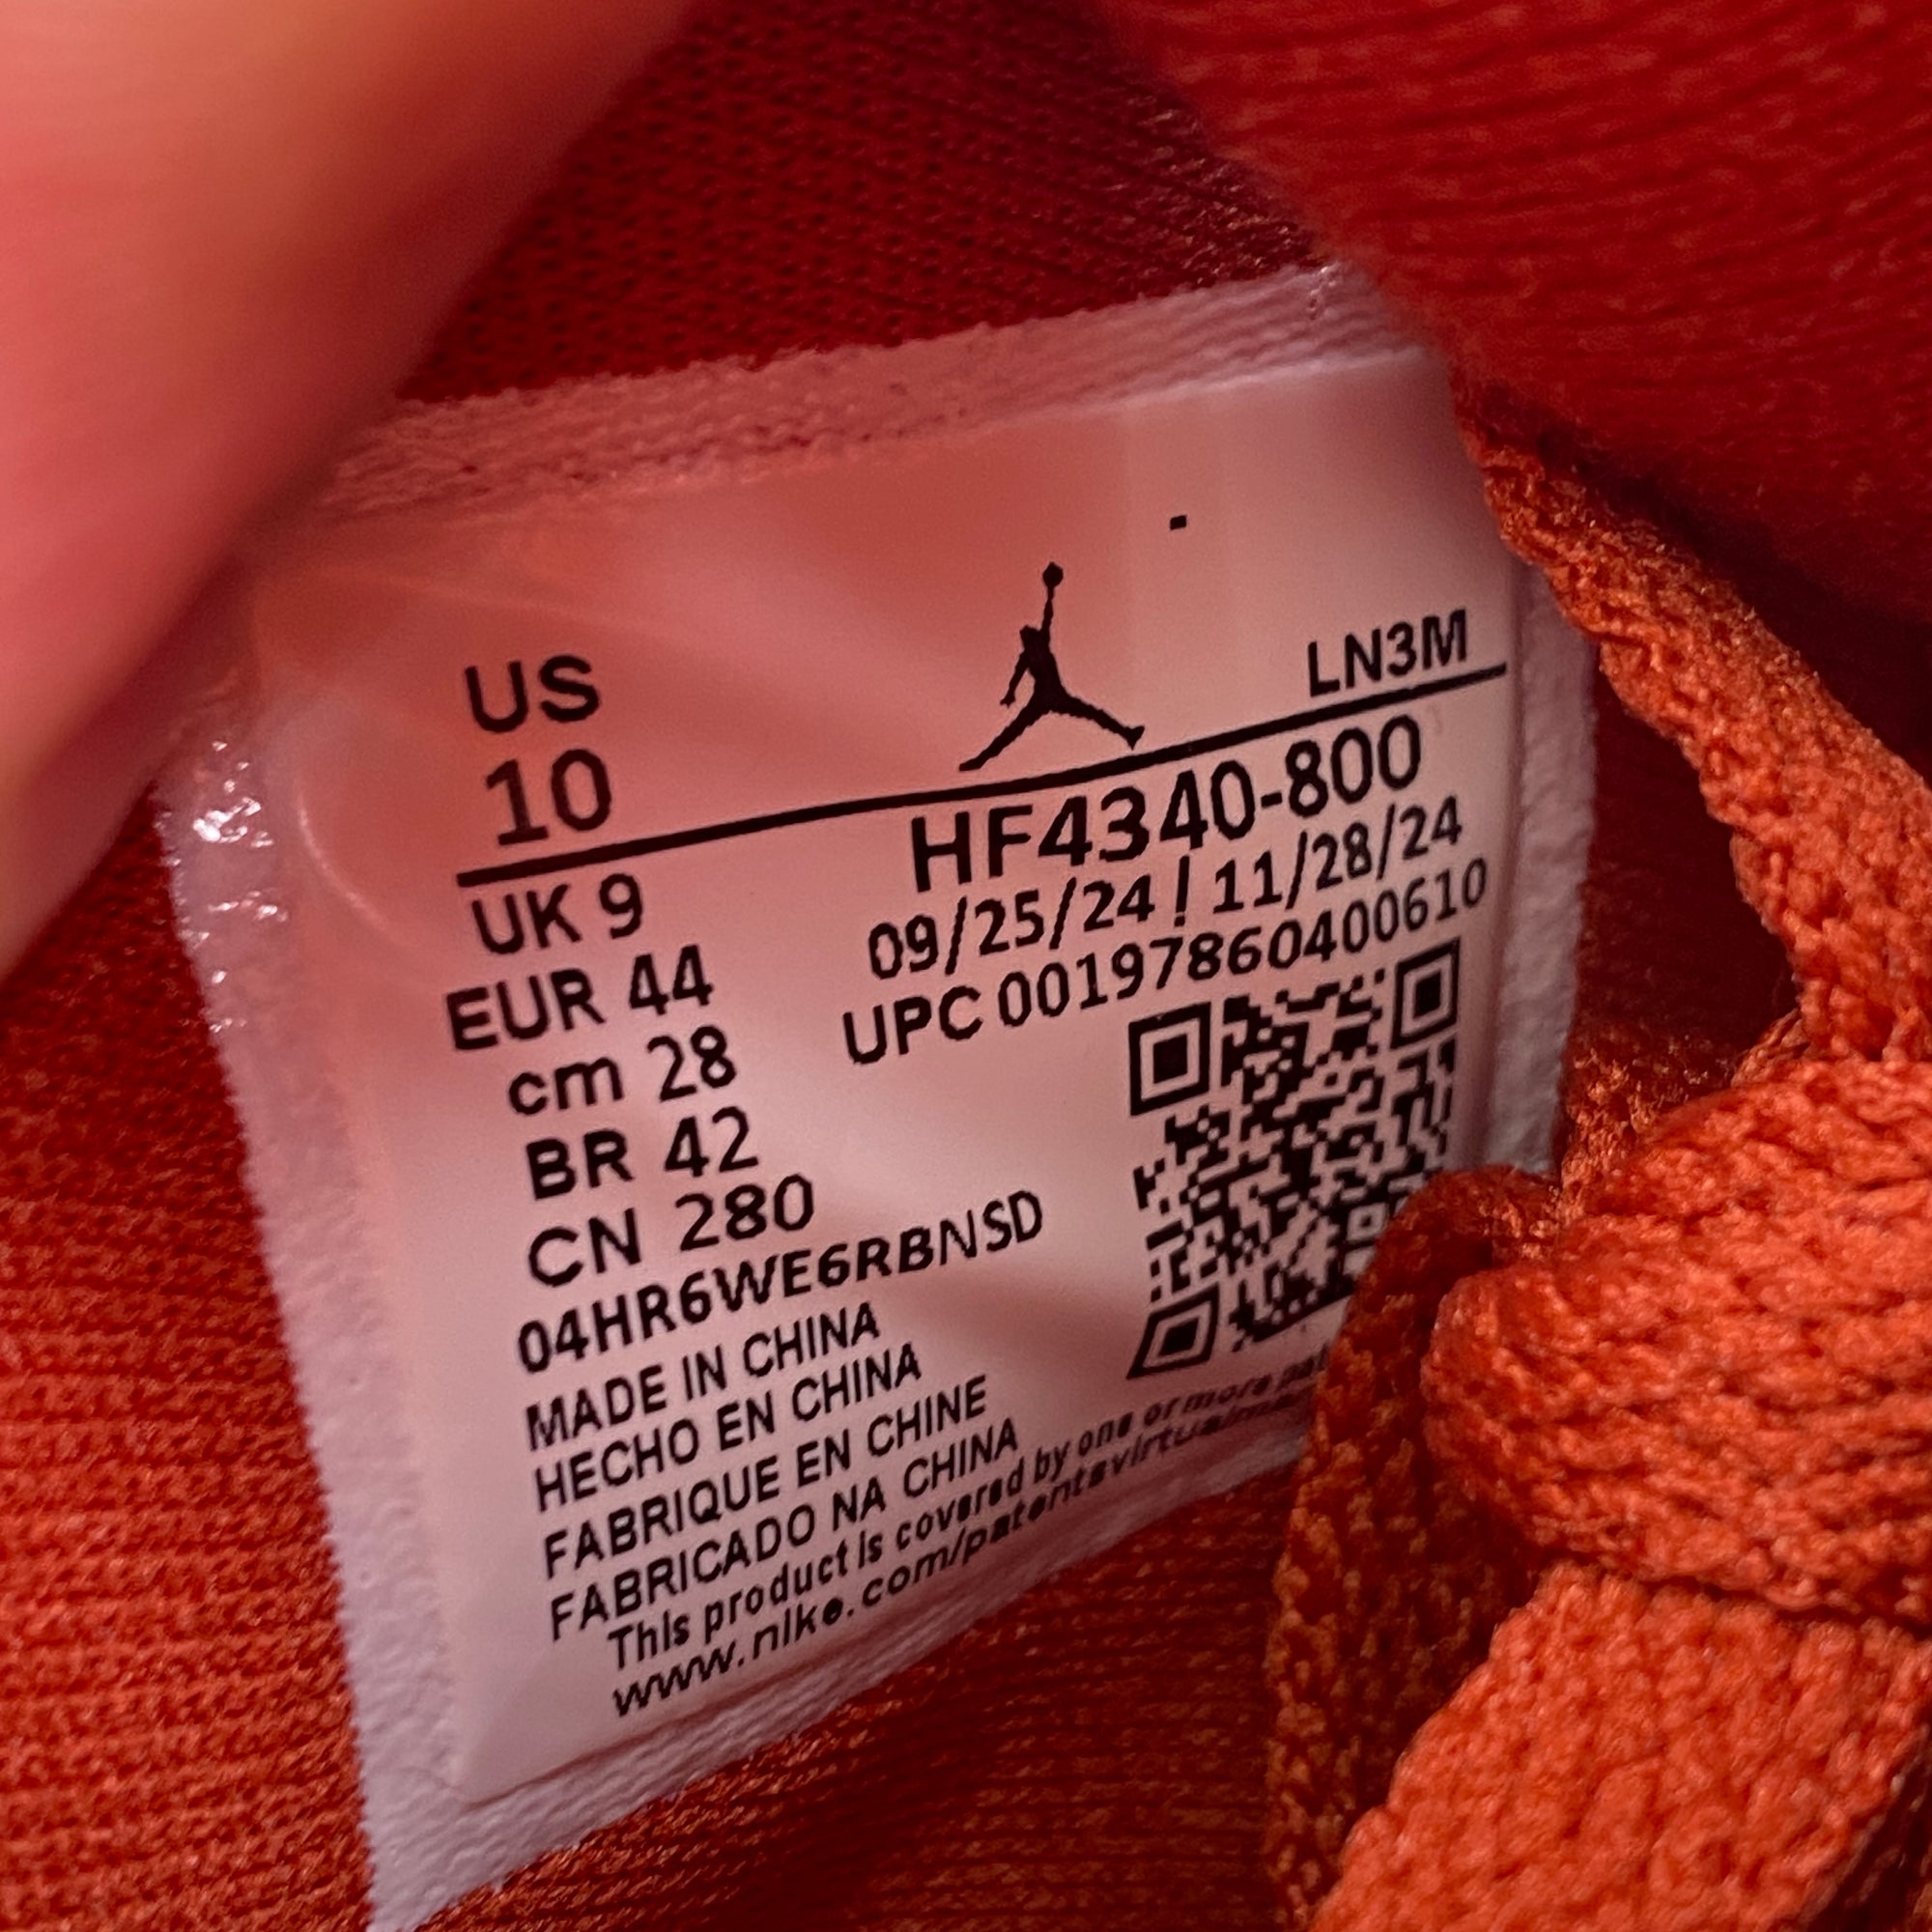 LN3M
US
10
HF4340-800
09/25/24 ! 11/28/24
UPC 00197860400610
UK 9
EUR 44
cm 28
BR 42
CN 280
04HR6WE6RBNSD
MADE IN CHINA
HECHO EN CHINA
FABRIQUE EN CHINE
FABRICADO NA CHINA
This product is covered by one or more
www.nike.com/patentsvirtual